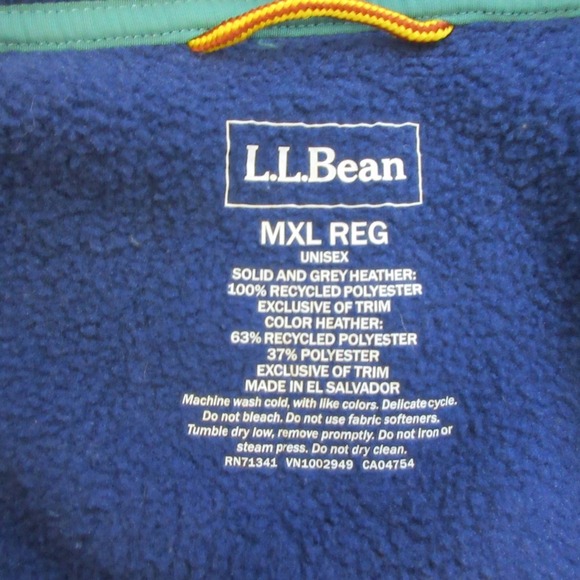 L.L.Bean
MXL REG
UNISEX
SOLID AND GREY HEATHER:
100% RECYCLED POLYESTER
EXCLUSIVE OF TRIM
COLOR HEATHER:
63% RECYCLED POLYESTER
37% POLYESTER
EXCLUSIVE OF TRIM
MADE IN EL SALVADOR
Machine wash cold, with like colors. Delicate cycle.
Do not bleach. Do not use fabric softeners.
Tumble dry low, remove promptly. Do not iron or
steam press. Do not dry clean.
RN71341 VN1002949 CA04754